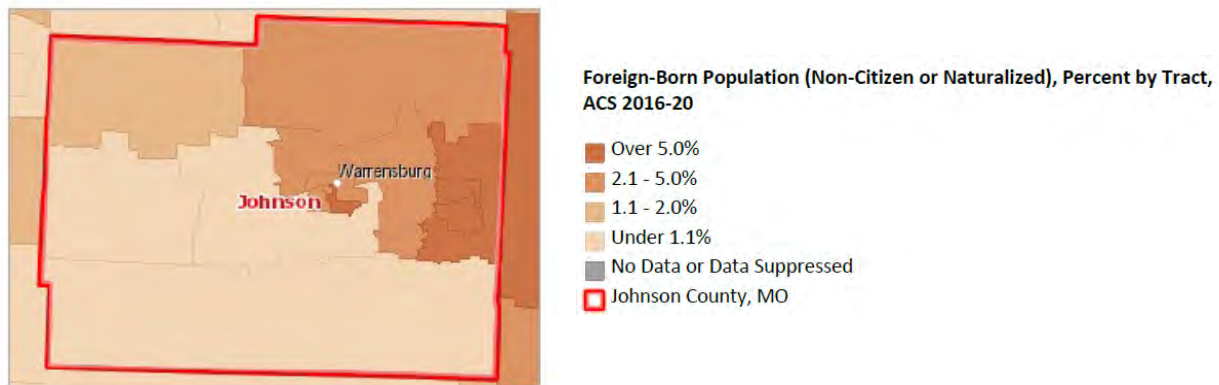 Warrensburg
Johnson
Foreign-Born Population (Non-Citizen or Naturalized), Percent by Tract,
ACS 2016-20
Over 5.0%
2.1 - 5.0%
1.1 - 2.0%
Under 1.1%
No Data or Data Suppressed
Johnson County, MO